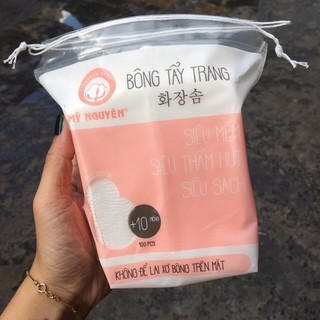 MỸ NGUYÊN®
BÔNG TẨY TRANG
화장솜
SIÊU MỀM
SIÊU THẤM HÚT
SIÊU SẠCH
+10
100 PCS
KHÔNG ĐỂ LẠI XƠ BÔNG TRÊN MẶT